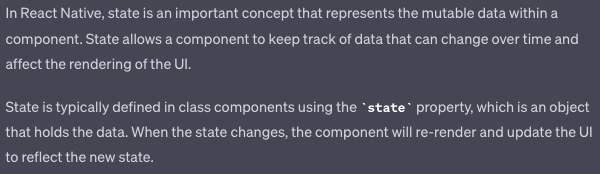 In React Native, state is an important concept that represents the mutable data within a
component. State allows a component to keep track of data that can change over time and
affect the rendering of the UI.
State is typically defined in class components using the `state` property, which is an object
that holds the data. When the state changes, the component will re-render and update the UI
to reflect the new state.